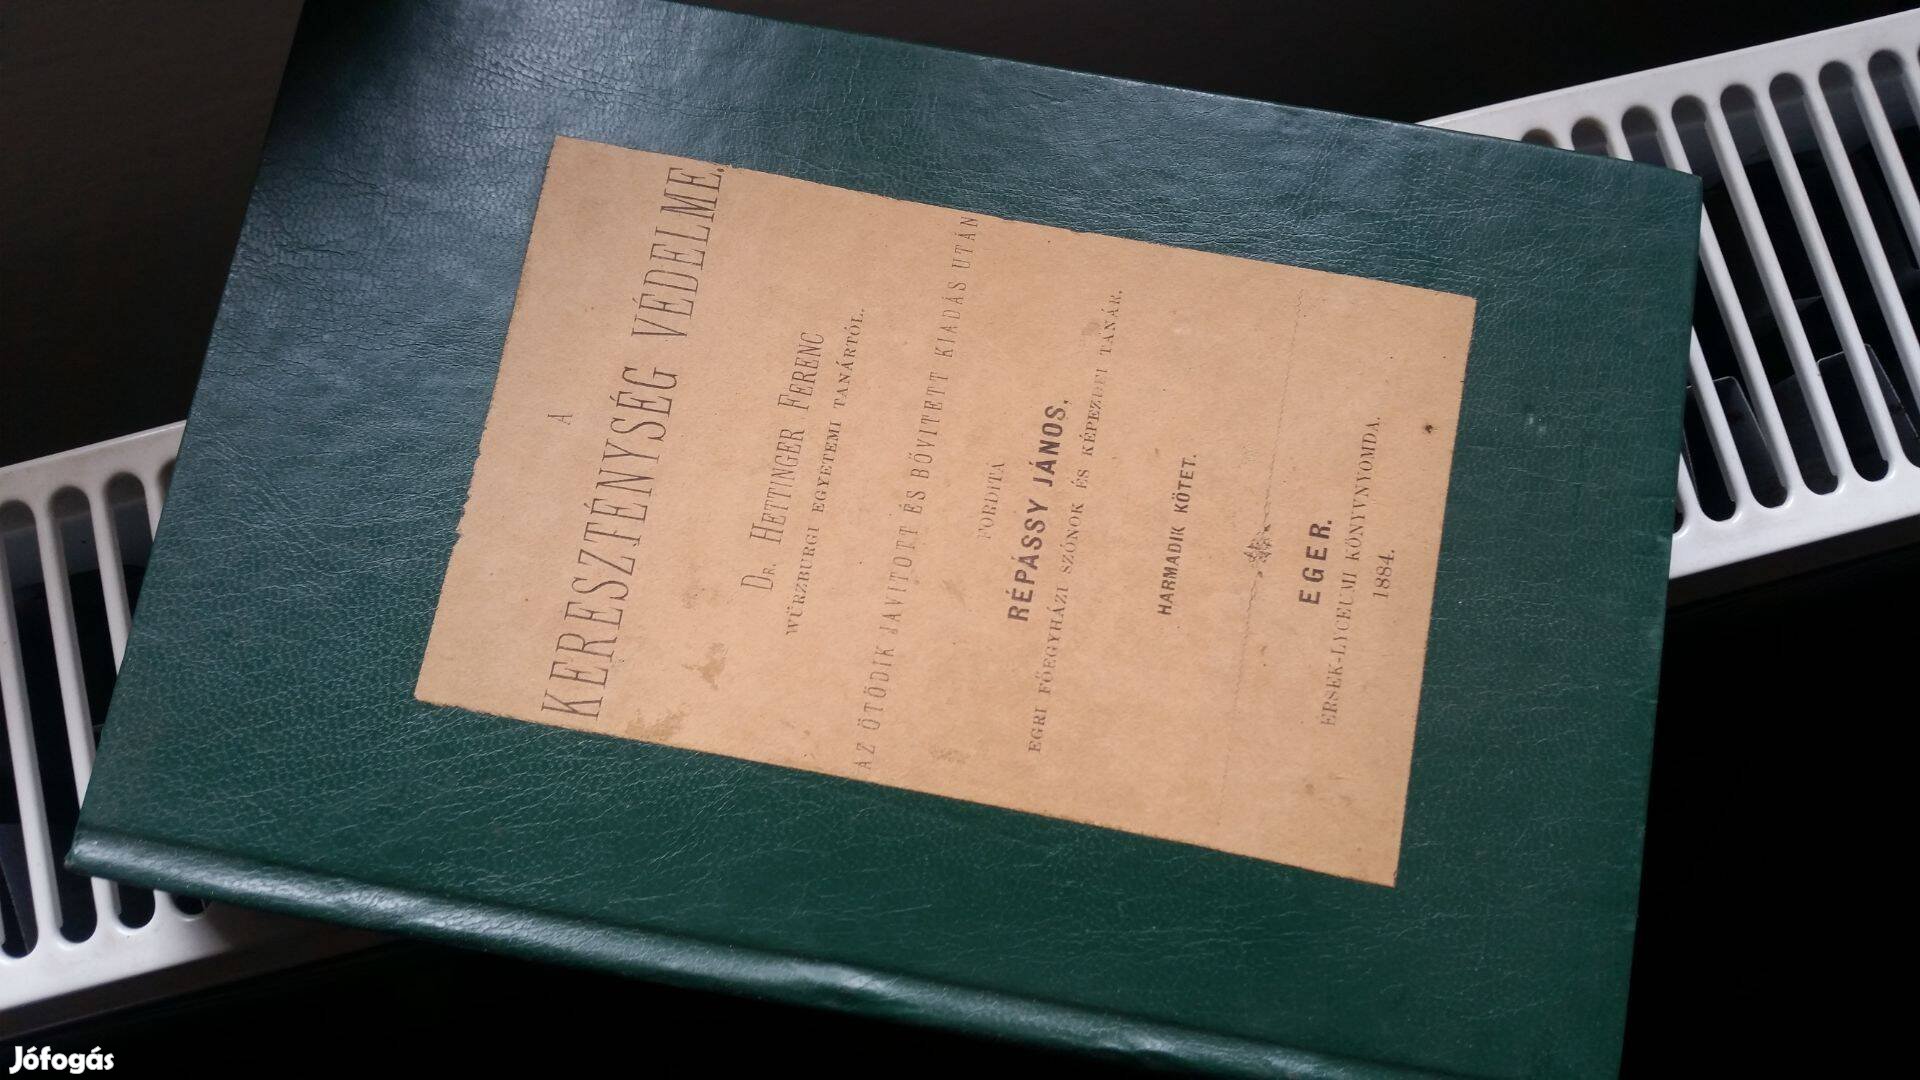 A
KERESZTÉNYSÉG VÉDELME.
DR. HETTINGER FERENC
WÜRZBURGI EGYETEMI TANÁRTÓL.
AZ ÖTÖDIK JAVITOTT ÉS BŐVITETT KIADÁS UTÁN
FORDITÁ
RÉPÁSSY JÁNOS,
EGRI FŐEGYHÁZI SZÓNOK ÉS KÉPEZDEI TANÁR.
HARMADIK KÖTET.
EGER.
ÉRSEK-LYCEUMI KÖNYVNYOMDA.
1884.
Jófogás